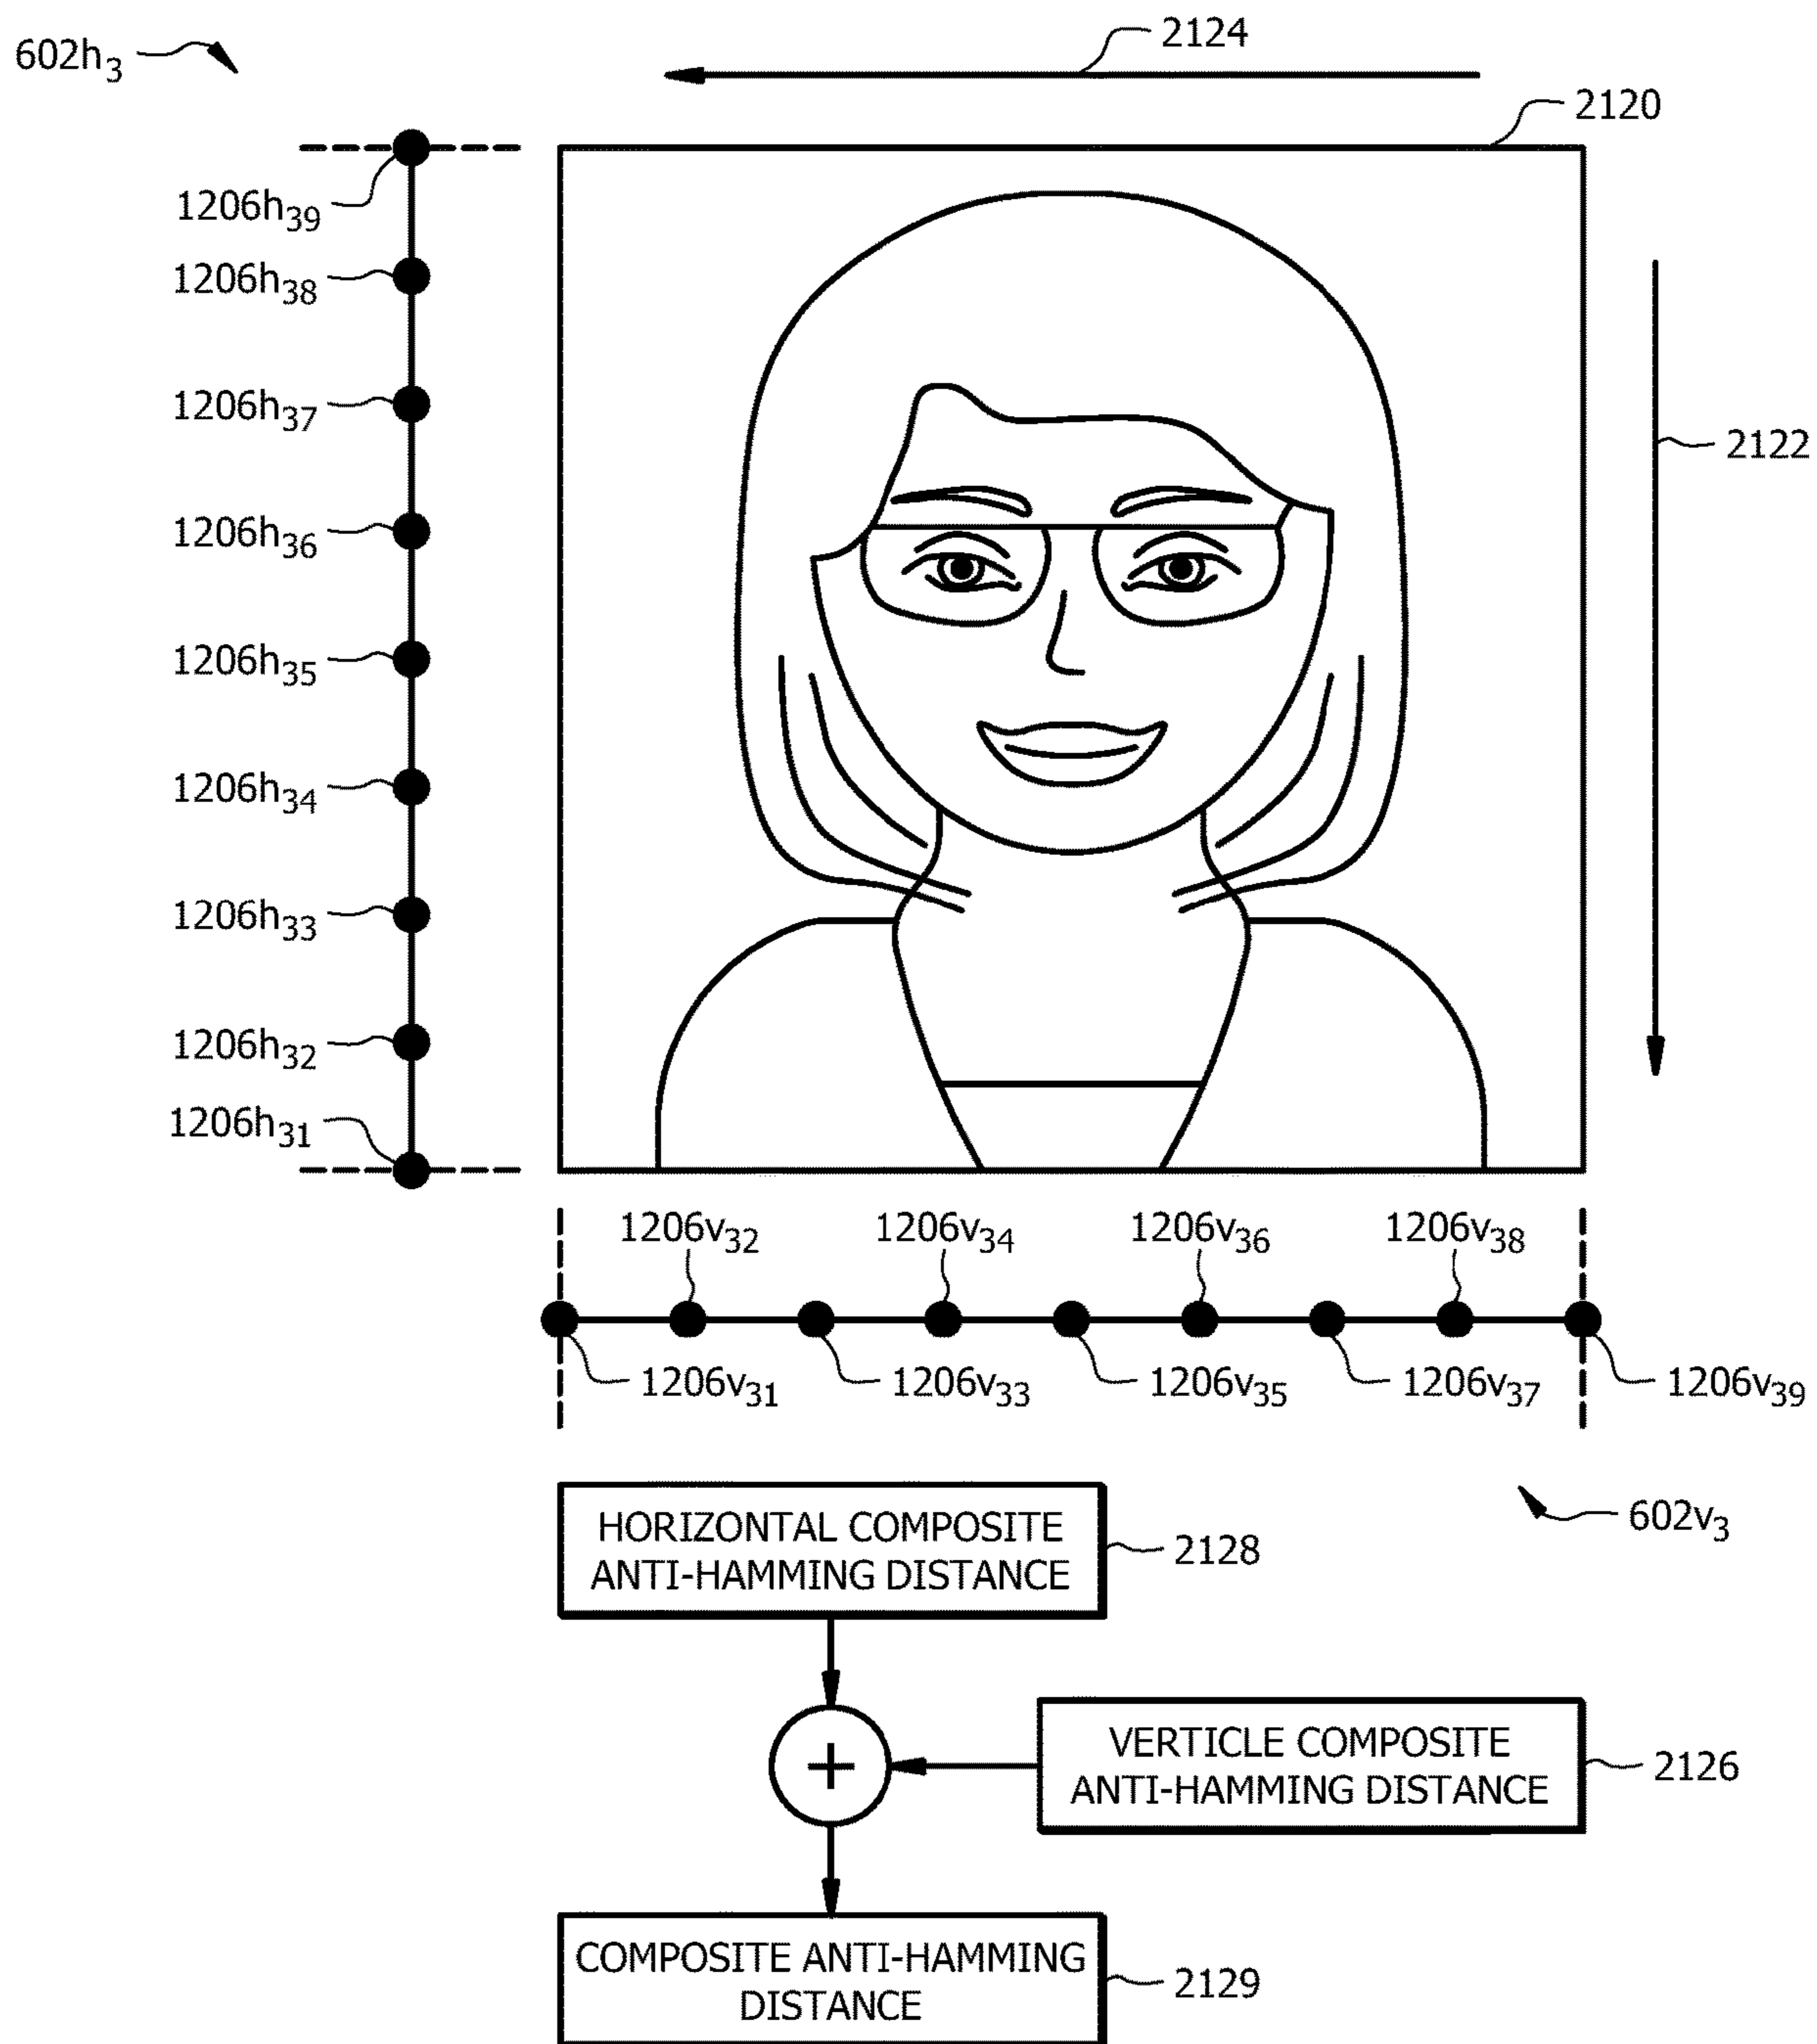 602h3
2124
2120
1206h39
1206h38
1206h37
2122
1206h36
1206h35
1206h34
1206h33
1206h32
1206h31
1206v32 1206v34 1206v36 1206v38
1206v31 1206v33 1206v35 1206v37 1206v39
602v3
HORIZONTAL COMPOSITE
ANTI-HAMMING DISTANCE
2128
+
VERTICLE COMPOSITE
ANTI-HAMMING DISTANCE
2126
COMPOSITE ANTI-HAMMING
DISTANCE
2129